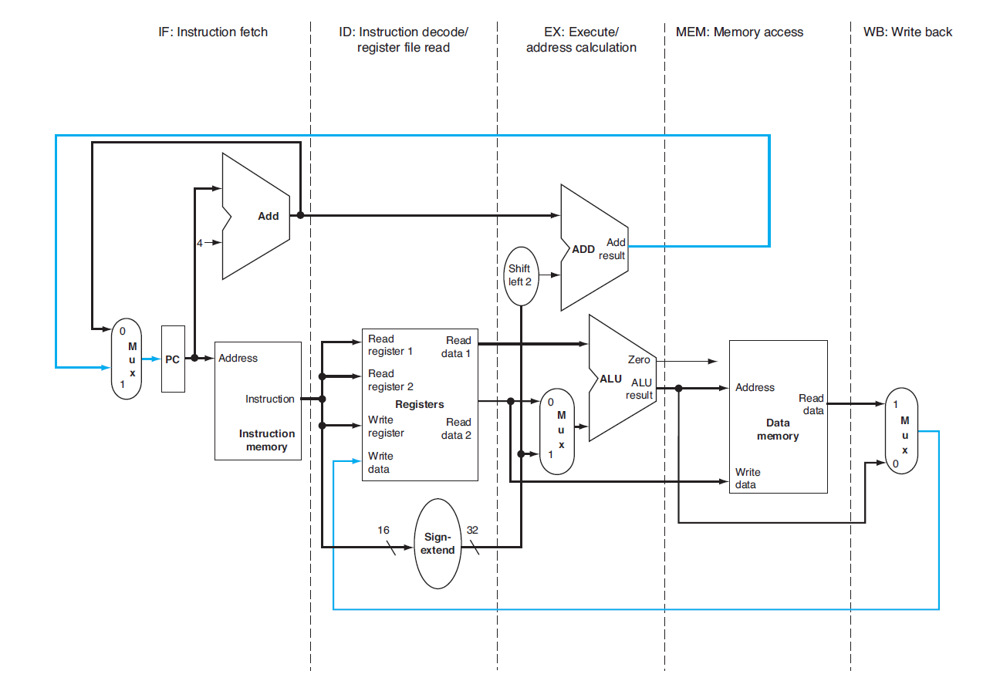 IF: Instruction fetch
ID: Instruction decode/
register file read
EX: Execute/
address calculation
MEM: Memory access
WB: Write back
Add
4
ADD
Add
result
Shift
left 2
0
M
u
x
1
PC
Address
Instruction
Instruction
memory
Read
register 1
Read
register 2
Registers
Write
register
Write
data
Read
data 1
Read
data 2
16
Sign-
extend
32
0
M
u
x
1
Zero
ALU
ALU
result
Address
Read
data
Data
memory
Write
data
1
M
u
x
0